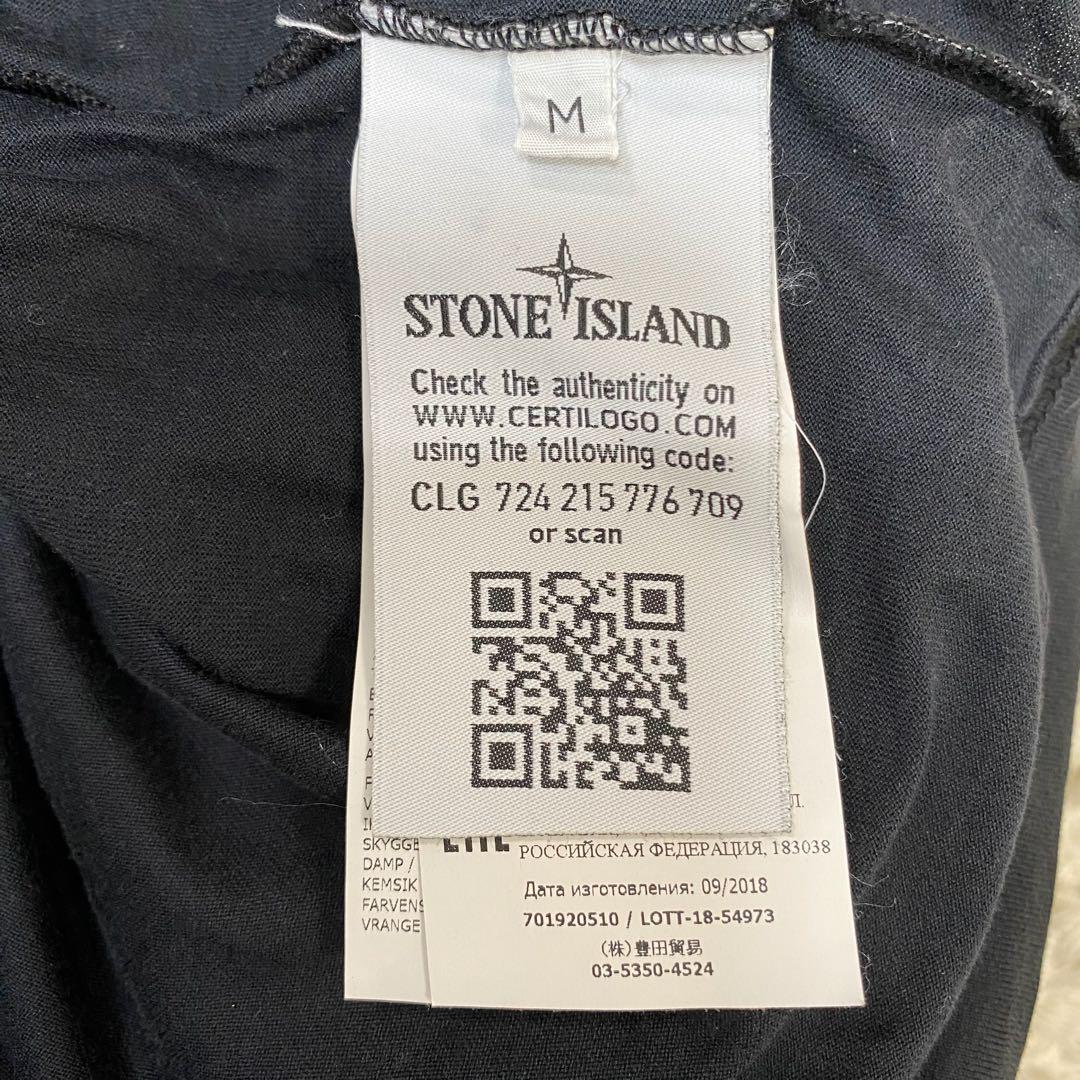 M
STONE ISLAND
Check the authenticity on
WWW.CERTILOGO.COM
using the following code:
CLG 724 215 776 709
or scan
SKYGGE
DAMP /
KEMSIK
FARVENS
VRANGE
РОССИЙСКАЯ ФЕДЕРАЦИЯ, 183038
Дата изготовления: 09/2018
701920510 / LOTT-18-54973
(株)豊田貿易
03-5350-4524